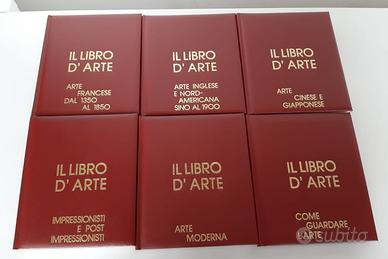 IL LIBRO
D' ARTE
ARTE
FRANCESE
DAL 1350
AL 1850
IL LIBRO
D' ARTE
ARTE INGLESE
E NORD-
AMERICANA
SINO AL 1900
IL LIBRO
D' ARTE
ARTE
CINESE E
GIAPPONESE
IL LIBRO
D' ARTE
IMPRESSIONISTI
E POST
IMPRESSIONISTI
IL LIBRO
D' ARTE
ARTE
MODERNA
IL LIBRO
D' ARTE
COME
GUARDARE
L'ARTE
subito